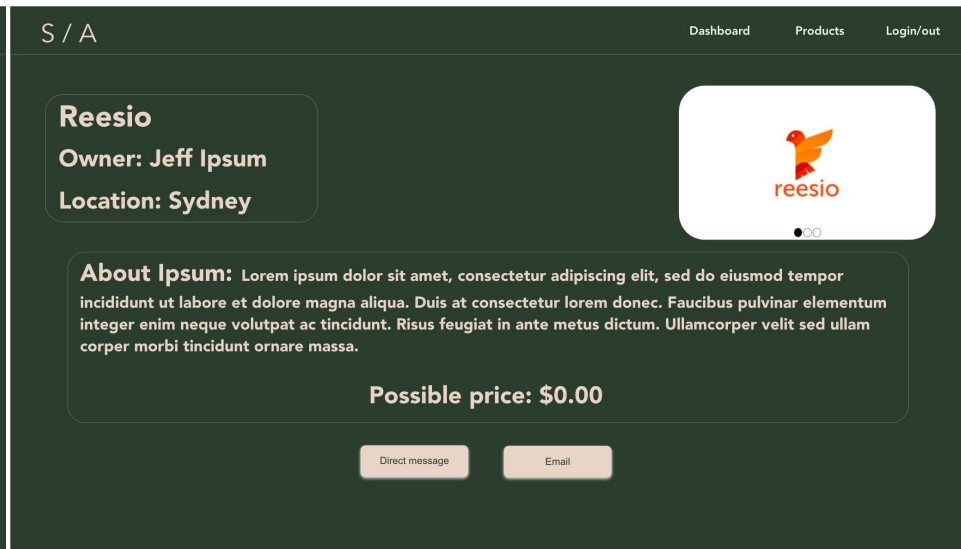 S / A
Dashboard Products Login/out
Reesio
Owner: Jeff Ipsum
Location: Sydney
reesio
About Ipsum: Lorem ipsum dolor sit amet, consectetur adipiscing elit, sed do eiusmod tempor
incididunt ut labore et dolore magna aliqua. Duis at consectetur lorem donec. Faucibus pulvinar elementum
integer enim neque volutpat ac tincidunt. Risus feugiat in ante metus dictum. Ullamcorper velit sed ullam
corper morbi tincidunt ornare massa.
Possible price: $0.00
Direct message Email